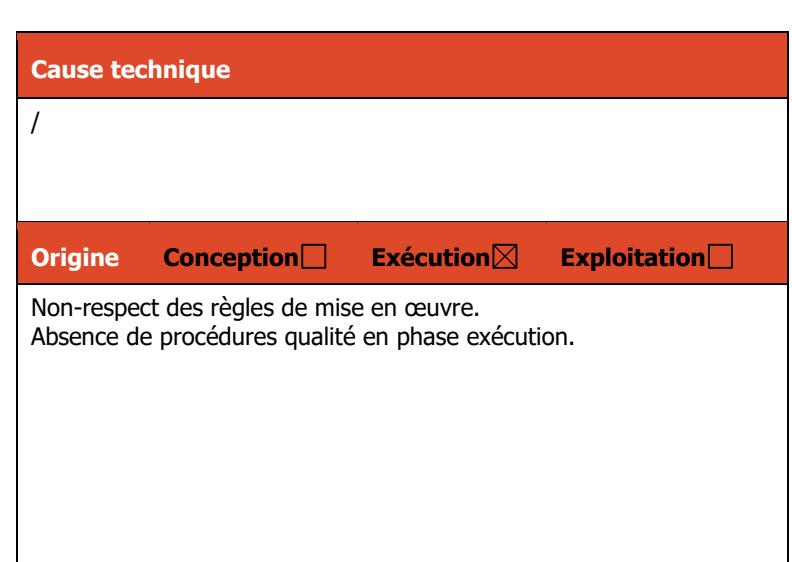 Cause technique
/
Origine Conception☐ Exécution☒ Exploitation☐
Non-respect des règles de mise en œuvre.
Absence de procédures qualité en phase exécution.